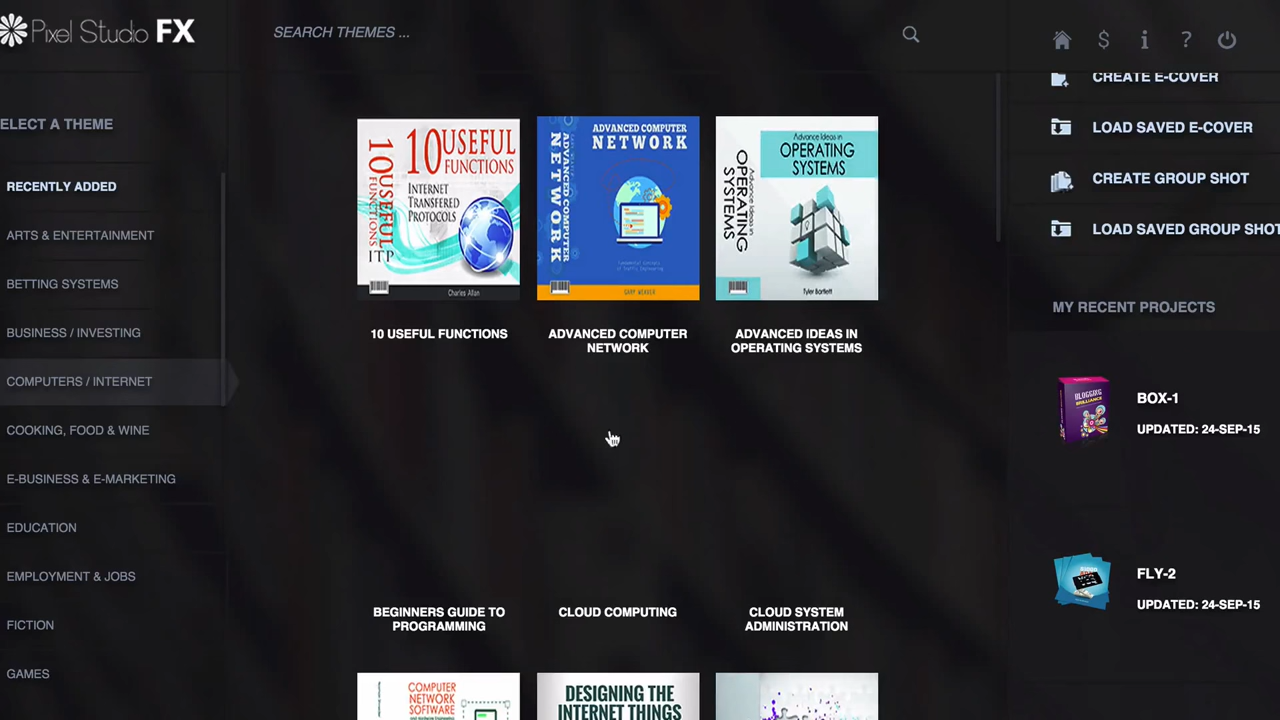 Pixel Studio FX
SEARCH THEMES ...
ELECT A THEME
RECENTLY ADDED
ARTS & ENTERTAINMENT
BETTING SYSTEMS
BUSINESS / INVESTING
COMPUTERS / INTERNET
COOKING, FOOD & WINE
E-BUSINESS & E-MARKETING
EDUCATION
EMPLOYMENT & JOBS
FICTION
GAMES
10 USEFUL
FUNCTIONS
ITP
10 USEFUL
FUNCTIONS
INTERNET
TRANSFERED
PROTOCOLS
Charles Allan
10 USEFUL FUNCTIONS
ADVANCED COMPUTER
NETWORK
ADVANCED COMPUTER
NETWORK
GARY WEAVER
ADVANCED COMPUTER
NETWORK
OPERATING
SYSTEMS
Advance Ideas in
OPERATING
SYSTEMS
Tyler Bartlett
ADVANCED IDEAS IN
OPERATING SYSTEMS
BEGINNERS GUIDE TO
PROGRAMMING
CLOUD COMPUTING
CLOUD SYSTEM
ADMINISTRATION
COMPUTER
NETWORK
SOFTWARE
DESIGNING THE
INTERNET THINGS
$ i ?
CREATE E-COVER
LOAD SAVED E-COVER
CREATE GROUP SHOT
LOAD SAVED GROUP SHOT
MY RECENT PROJECTS
BLOGGING
BRILLIANCE
BOX-1
UPDATED: 24-SEP-15
FLY-2
UPDATED: 24-SEP-15